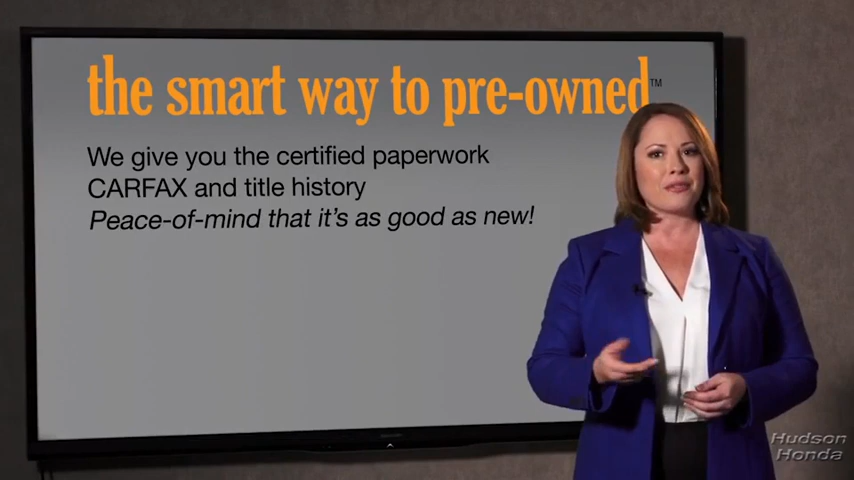 the smart way to pre-owned™
We give you the certified paperwork
CARFAX and title history
Peace-of-mind that it's as good as new!
Hudson
Honda